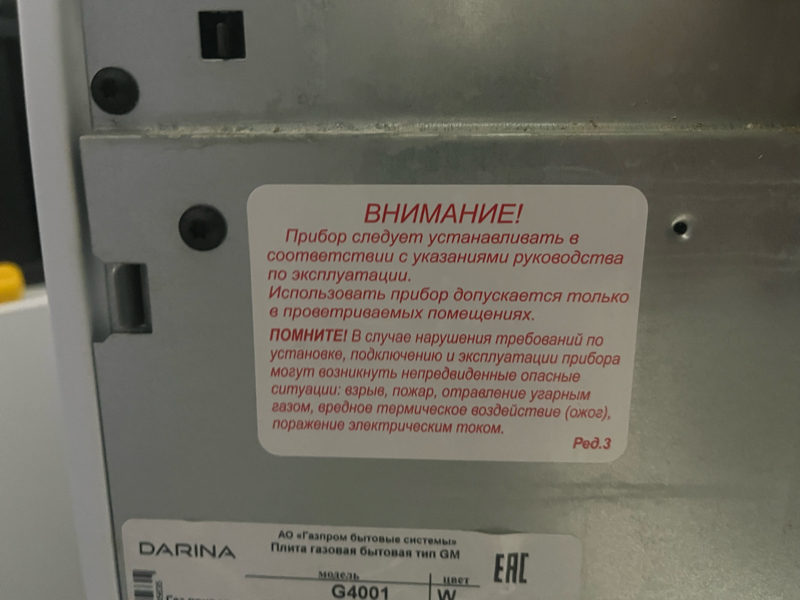 ВНИМАНИЕ!
Прибор следует устанавливать в
соответствии с указаниями руководства
по эксплуатации.
Использовать прибор допускается только
в проветриваемых помещениях.
ПОМНИТЕ! В случае нарушения требований по
установке, подключению и эксплуатации прибора
могут возникнуть непредвиденные опасные
ситуации: взрыв, пожар, отравление угарным
газом, вредное термическое воздействие (ожог),
поражение электрическим током.
Ред.3
АО «Газпром бытовые системы»
DARINA Плита газовая бытовая тип GM
EAC
модель цвет
G4001 W